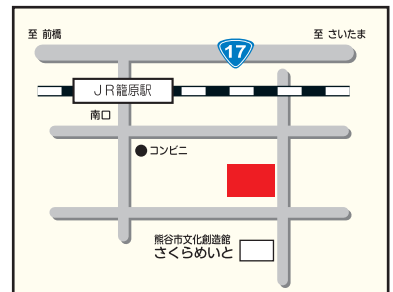 至 前橋
17
至 さいたま
JR籠原駅
南口
コンビニ
熊谷市文化創造館
さくらめいと